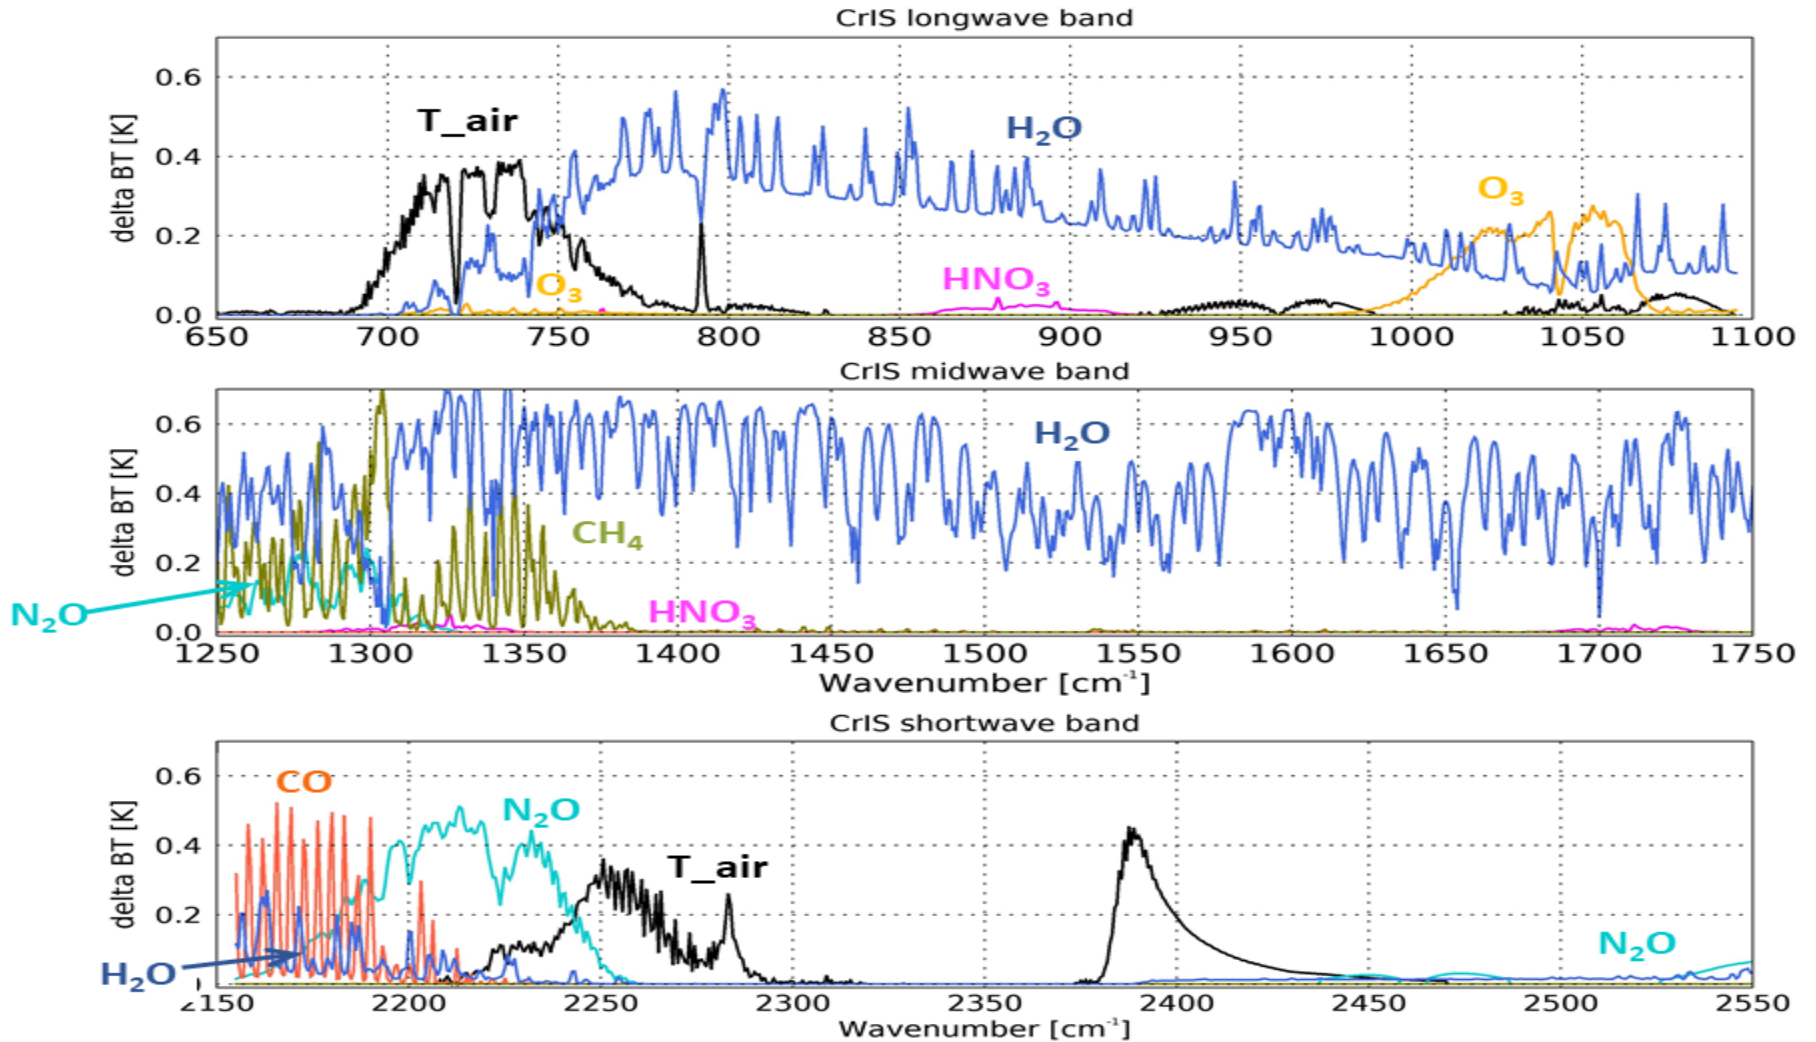 CrIS longwave band
delta BT [K]
0.6
0.4
0.2
0.0
T_air
H₂O
O₃
O₃
HNO₃
650 700 750 800 850 900 950 1000 1050 1100
CrIS midwave band
delta BT [K]
0.6
0.4
0.2
0.0
H₂O
CH₄
N₂O
HNO₃
1250 1300 1350 1400 1450 1500 1550 1600 1650 1700 1750
Wavenumber [cm⁻¹]
CrIS shortwave band
delta BT [K]
0.6
0.4
0.2
CO
N₂O
T_air
N₂O
H₂O
2150 2200 2250 2300 2350 2400 2450 2500 2550
Wavenumber [cm⁻¹]